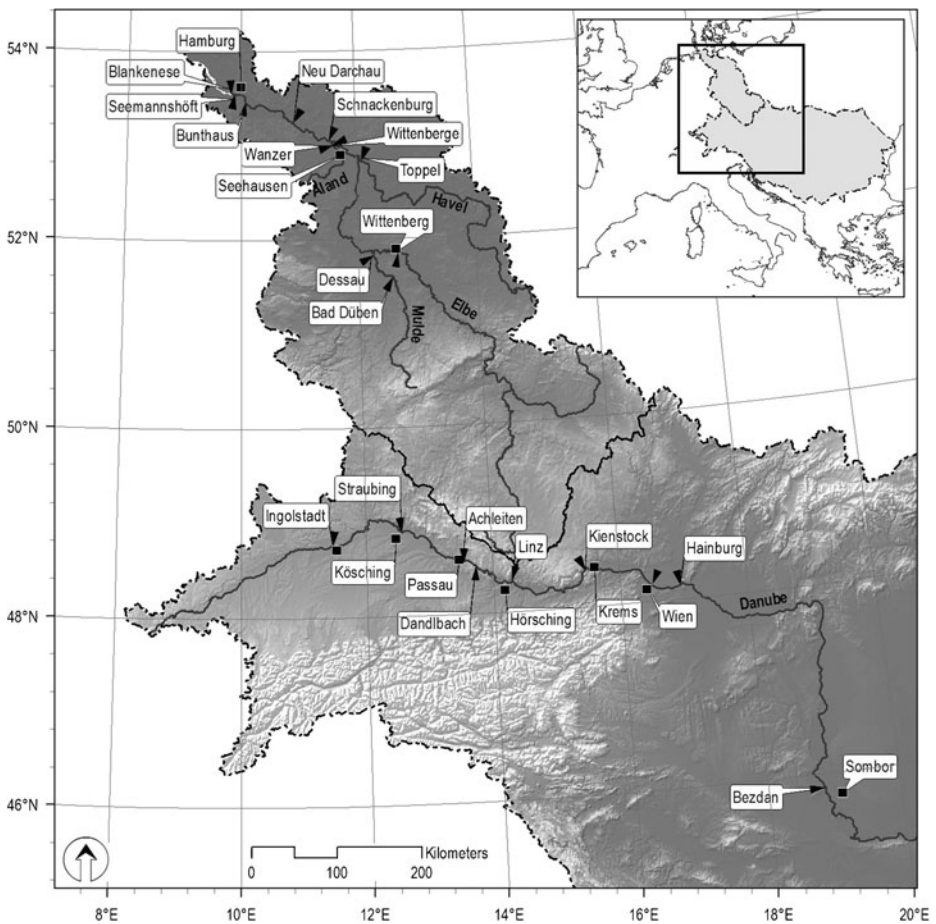 54°N
52°N
50°N
48°N
46°N
Hamburg
Blankenese
Neu Darchau
Seemannshöft
Schnackenburg
Bunthaus
Wittenberge
Wanzer
Toppel
Seehausen
Aland
Havel
Wittenberg
Dessau
Bad Düben
Elbe
Mulde
Straubing
Ingolstadt
Achleiten
Linz
Kienstock
Hainburg
Kösching
Passau
Dandlbach
Hörsching
Krems
Wien
Danube
Sombor
Bezdan
Kilometers
0 100 200
8°E 10°E 12°E 14°E 16°E 18°E 20°E